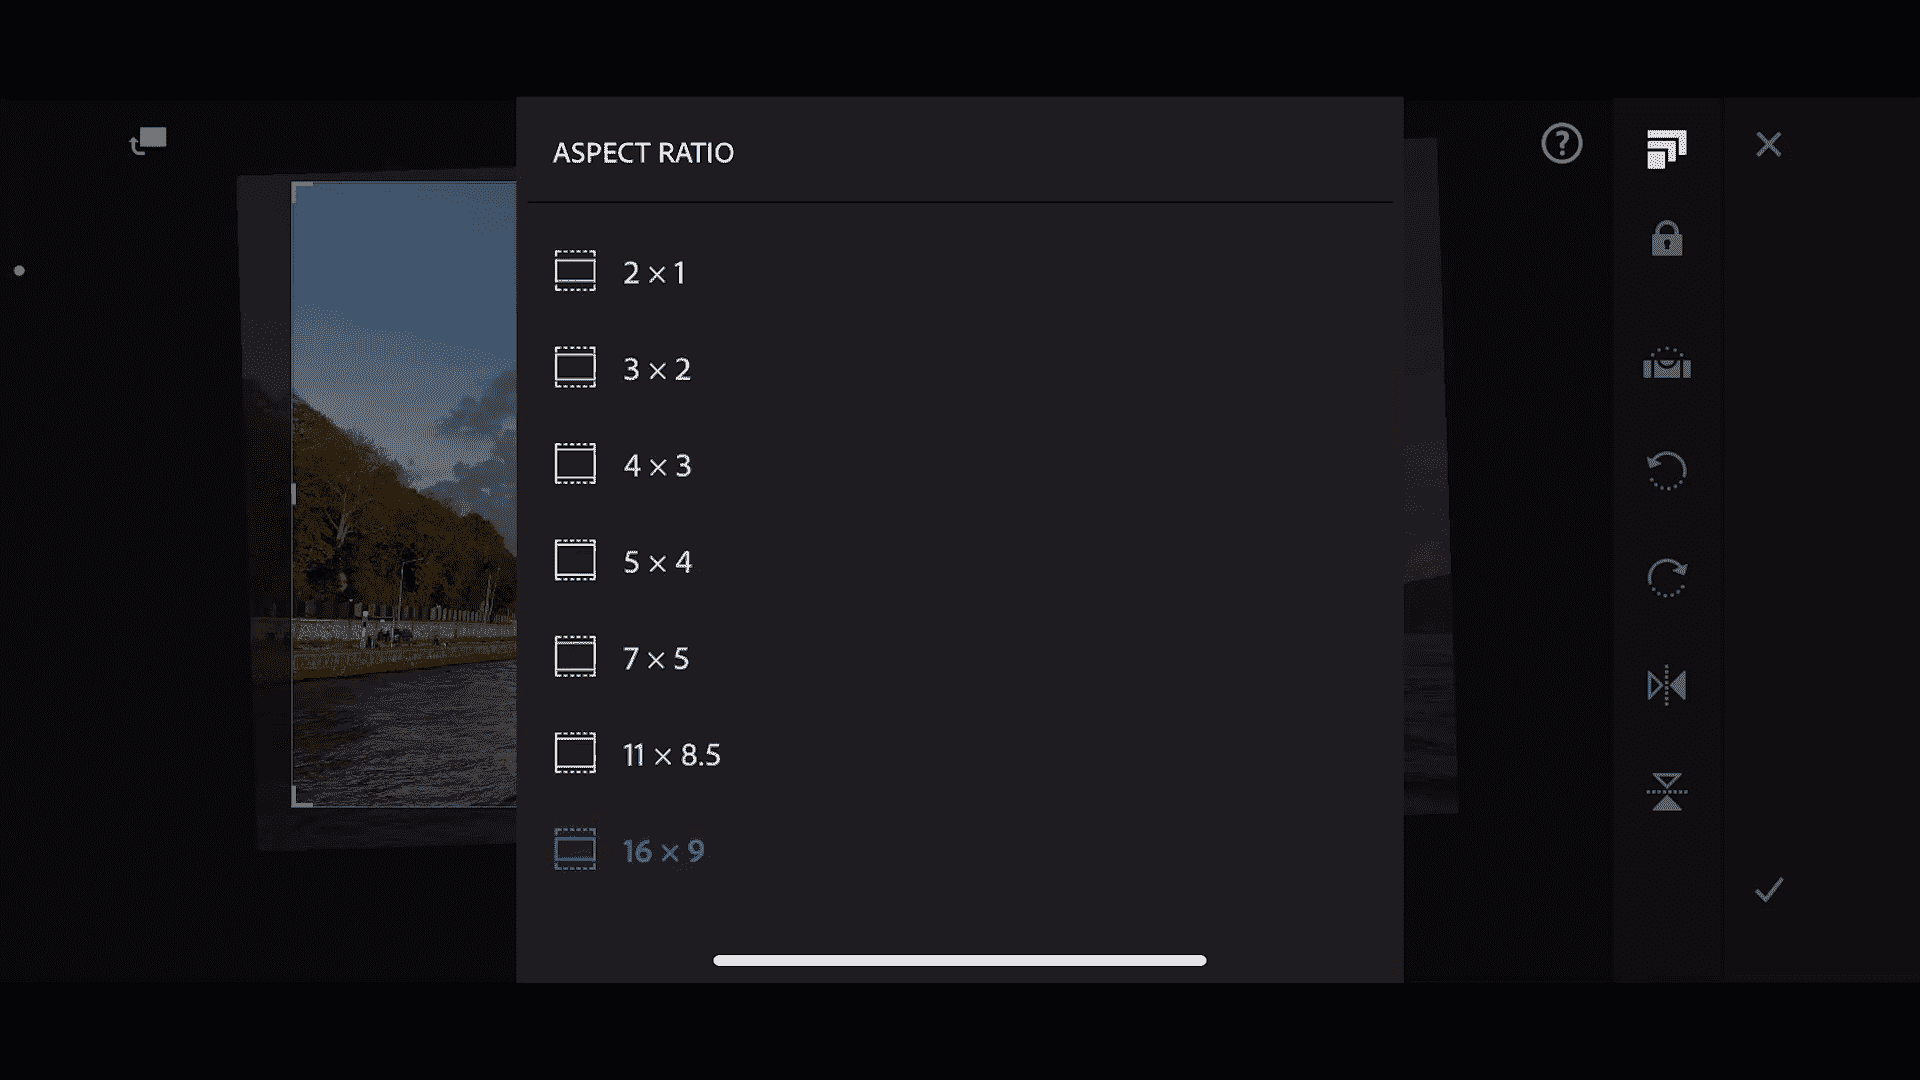 ASPECT RATIO
2 × 1
3 × 2
4 × 3
5 × 4
7 × 5
11 × 8.5
16 × 9